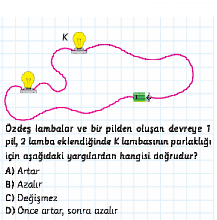 K
Özdeş lambalar ve bir pilden oluşan devreye 1
pil, 2 lamba eklendiğinde K lambasının parlaklığı
için aşağıdaki yargılardan hangisi doğrudur?
A) Artar
B) Azalır
C) Değişmez
D) Önce artar, sonra azalır